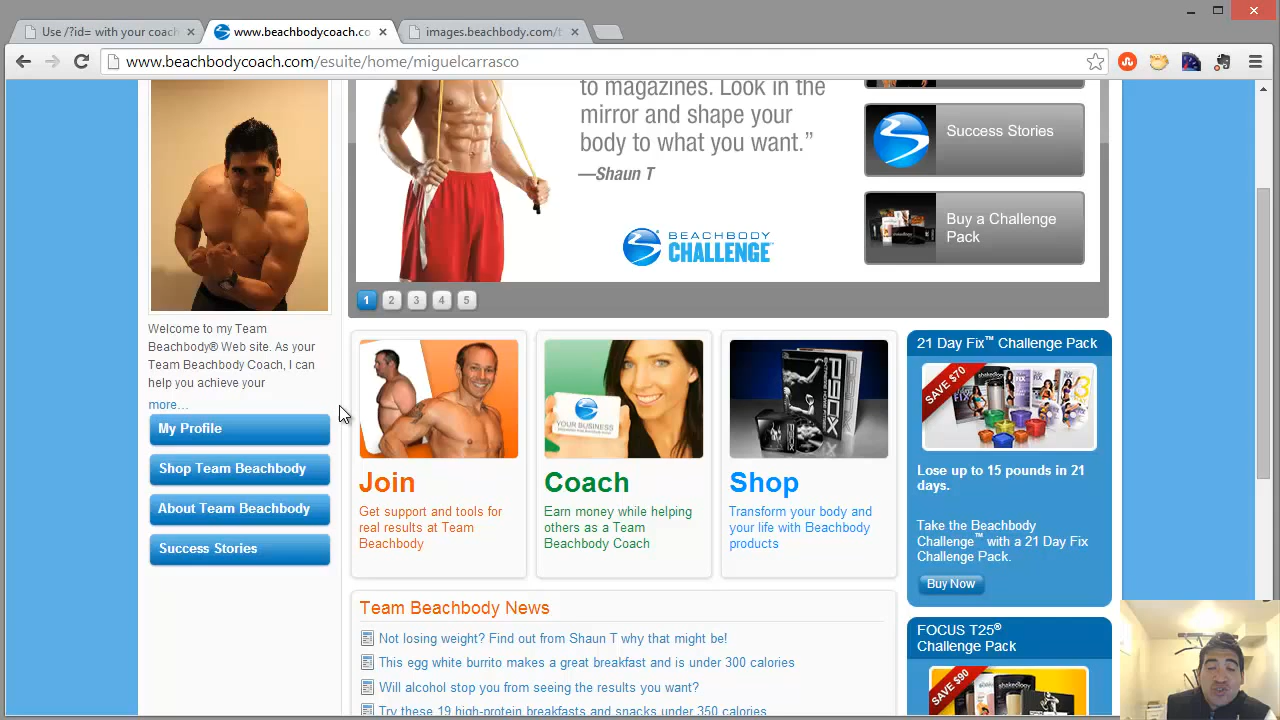 Use /?id= with your coach
www.beachbodycoach.co
images.beachbody.com/t
www.beachbodycoach.com/esuite/home/miguelcarrasco
to magazines. Look in the
mirror and shape your
body to what you want.”
—Shaun T
BEACHBODY
CHALLENGE
Success Stories
Buy a Challenge
Pack
1 2 3 4 5
Welcome to my Team
Beachbody® Web site. As your
Team Beachbody Coach, I can
help you achieve your
more...
My Profile
Shop Team Beachbody
About Team Beachbody
Success Stories
Join
Get support and tools for
real results at Team
Beachbody
YOUR BUSINESS
Coach
Earn money while helping
others as a Team
Beachbody Coach
P90X
Shop
Transform your body and
your life with Beachbody
products
Team Beachbody News
Not losing weight? Find out from Shaun T why that might be!
This egg white burrito makes a great breakfast and is under 300 calories
Will alcohol stop you from seeing the results you want?
Try these 19 high-protein breakfasts and snacks under 350 calories
21 Day Fix™ Challenge Pack
SAVE $70
Lose up to 15 pounds in 21
days.
Take the Beachbody
Challenge™ with a 21 Day Fix
Challenge Pack.
Buy Now
FOCUS T25®
Challenge Pack
SAVE $90